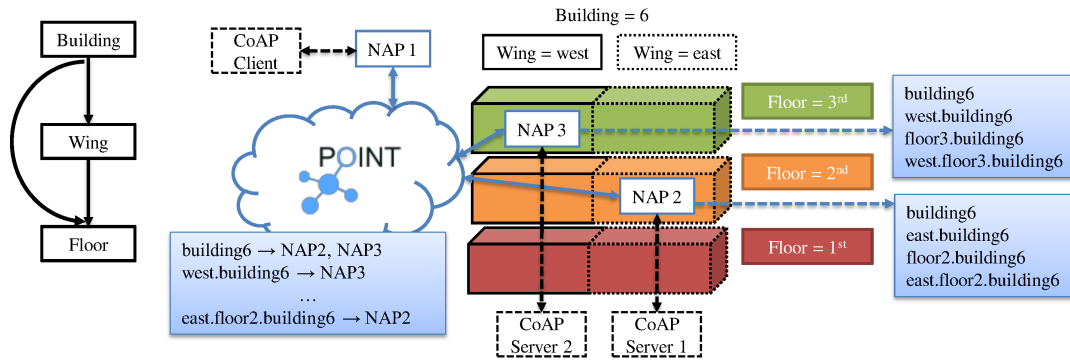 Building
Wing
Floor
CoAP
Client
NAP 1
POINT
building6 → NAP2, NAP3
west.building6 → NAP3
...
east.floor2.building6 → NAP2
Building = 6
Wing = west
Wing = east
NAP 3
NAP 2
Floor = 3rd
Floor = 2nd
Floor = 1st
CoAP
Server 2
CoAP
Server 1
building6
west.building6
floor3.building6
west.floor3.building6
building6
east.building6
floor2.building6
east.floor2.building6